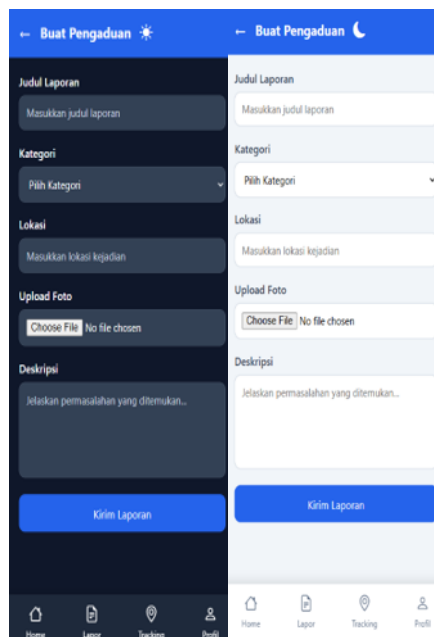 ← Buat Pengaduan
Judul Laporan
Masukkan judul laporan
Kategori
Pilih Kategori
Lokasi
Masukkan lokasi kejadian
Upload Foto
Choose File No file chosen
Deskripsi
Jelaskan permasalahan yang ditemukan...
Kirim Laporan
Home Lapor Tracking Profil
← Buat Pengaduan
Judul Laporan
Masukkan judul laporan
Kategori
Pilih Kategori
Lokasi
Masukkan lokasi kejadian
Upload Foto
Choose File No file chosen
Deskripsi
Jelaskan permasalahan yang ditemukan...
Kirim Laporan
Home Lapor Tracking Profil